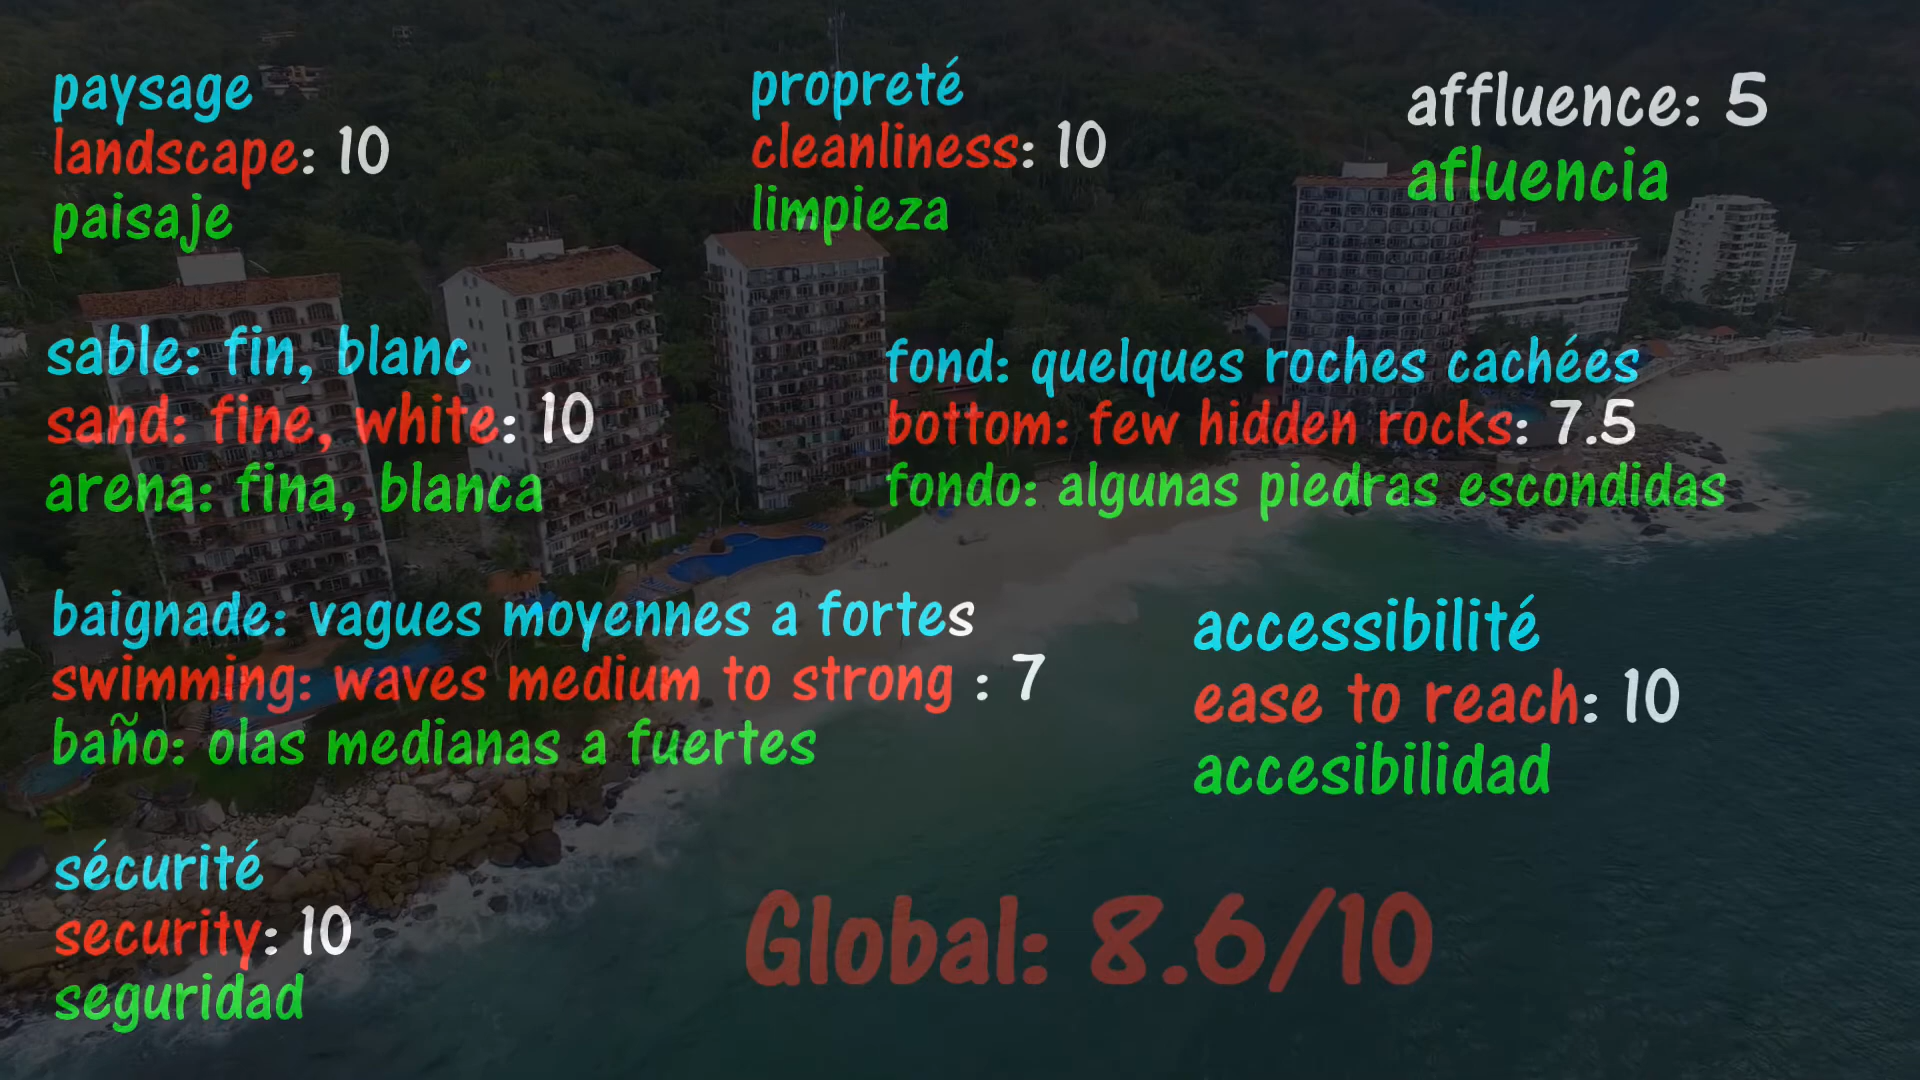 paysage
landscape: 10
paisaje
propreté
cleanliness: 10
limpieza
affluence: 5
afluencia
sable: fin, blanc
sand: fine, white: 10
arena: fina, blanca
fond: quelques roches cachées
bottom: few hidden rocks: 7.5
fondo: algunas piedras escondidas
baignade: vagues moyennes a fortes
swimming: waves medium to strong : 7
baño: olas medianas a fuertes
accessibilité
ease to reach: 10
accesibilidad
sécurité
security: 10
seguridad
Global: 8.6/10